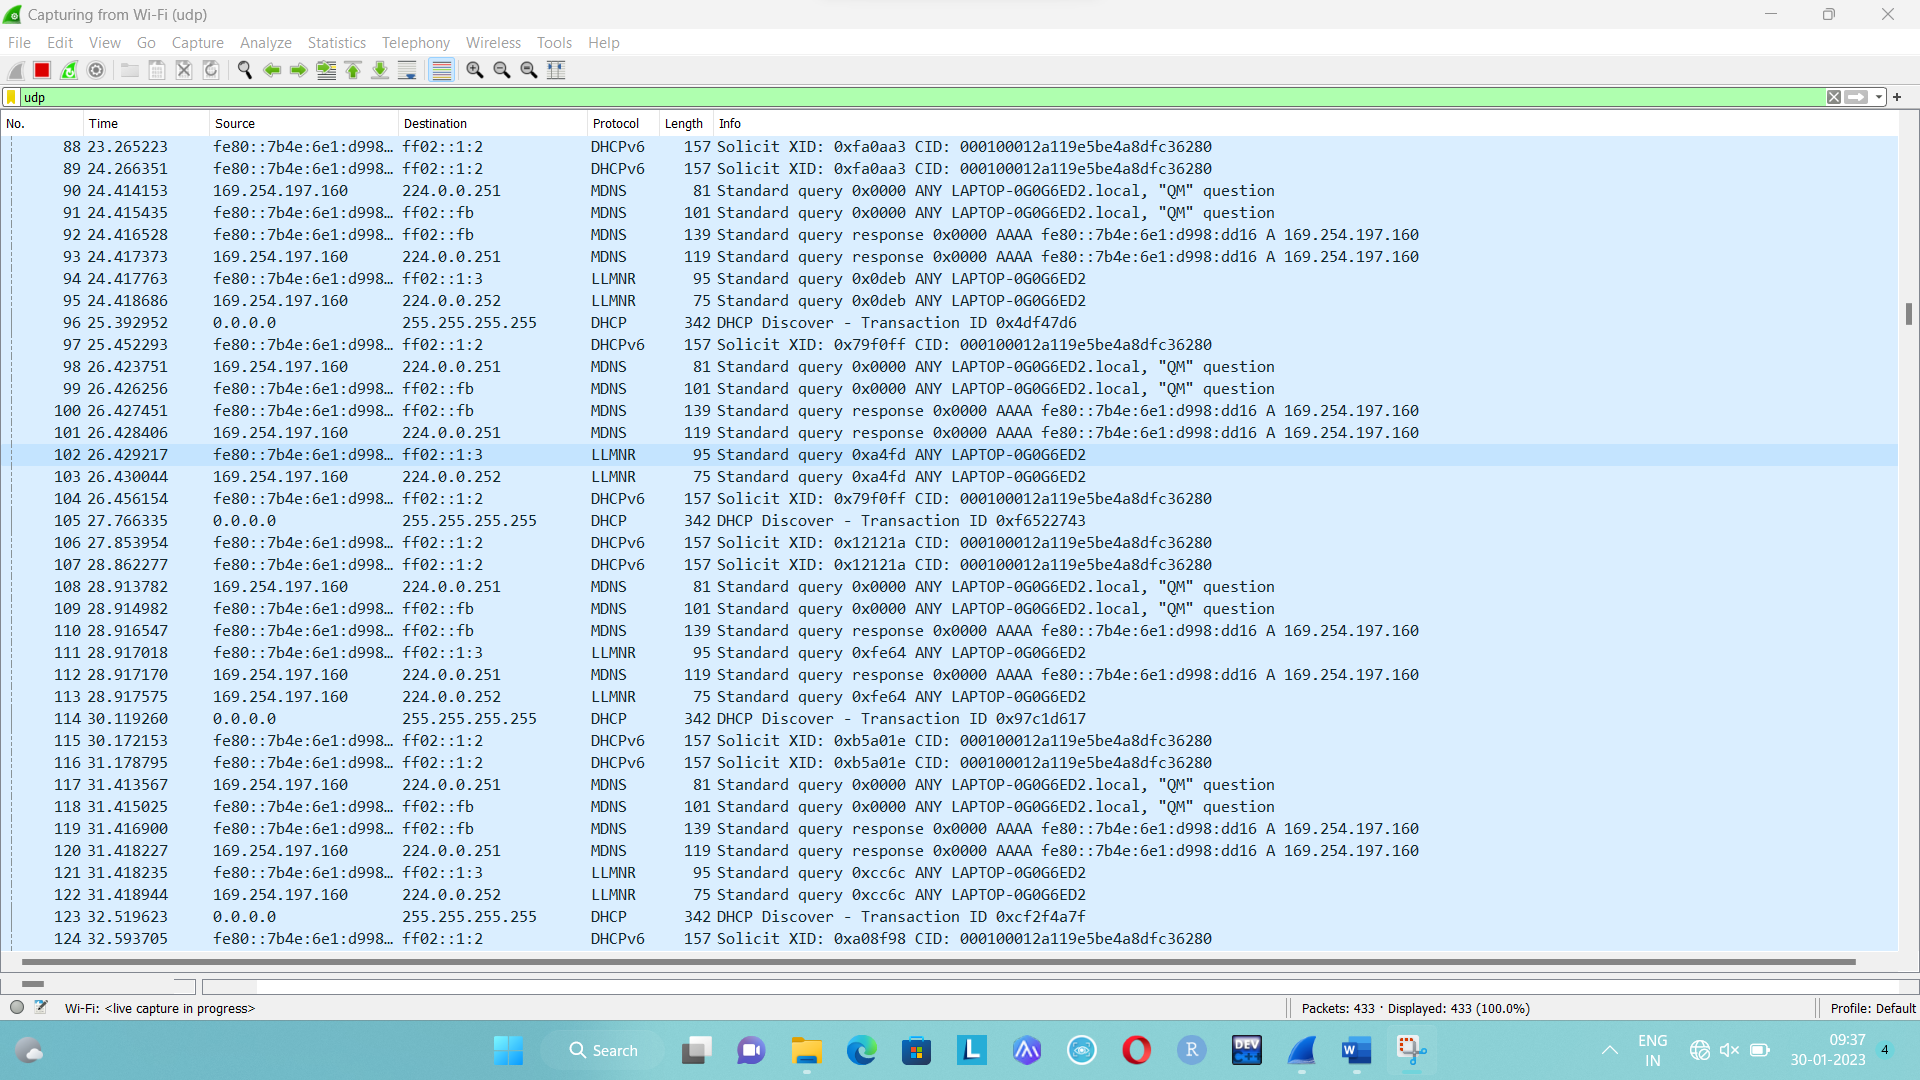 Capturing from Wi-Fi (udp)
File Edit View Go Capture Analyze Statistics Telephony Wireless Tools Help
udp
No. Time Source Destination Protocol Length Info
88 23.265223 fe80::7b4e:6e1:d998… ff02::1:2 DHCPv6 157 Solicit XID: 0xfa0aa3 CID: 000100012a119e5be4a8dfc36280
89 24.266351 fe80::7b4e:6e1:d998… ff02::1:2 DHCPv6 157 Solicit XID: 0xfa0aa3 CID: 000100012a119e5be4a8dfc36280
90 24.414153 169.254.197.160 224.0.0.251 MDNS 81 Standard query 0x0000 ANY LAPTOP-0G0G6ED2.local, "QM" question
91 24.415435 fe80::7b4e:6e1:d998… ff02::fb MDNS 101 Standard query 0x0000 ANY LAPTOP-0G0G6ED2.local, "QM" question
92 24.416528 fe80::7b4e:6e1:d998… ff02::fb MDNS 139 Standard query response 0x0000 AAAA fe80::7b4e:6e1:d998:dd16 A 169.254.197.160
93 24.417373 169.254.197.160 224.0.0.251 MDNS 119 Standard query response 0x0000 AAAA fe80::7b4e:6e1:d998:dd16 A 169.254.197.160
94 24.417763 fe80::7b4e:6e1:d998… ff02::1:3 LLMNR 95 Standard query 0x0deb ANY LAPTOP-0G0G6ED2
95 24.418686 169.254.197.160 224.0.0.252 LLMNR 75 Standard query 0x0deb ANY LAPTOP-0G0G6ED2
96 25.392952 0.0.0.0 255.255.255.255 DHCP 342 DHCP Discover - Transaction ID 0x4df47d6
97 25.452293 fe80::7b4e:6e1:d998… ff02::1:2 DHCPv6 157 Solicit XID: 0x79f0ff CID: 000100012a119e5be4a8dfc36280
98 26.423751 169.254.197.160 224.0.0.251 MDNS 81 Standard query 0x0000 ANY LAPTOP-0G0G6ED2.local, "QM" question
99 26.426256 fe80::7b4e:6e1:d998… ff02::fb MDNS 101 Standard query 0x0000 ANY LAPTOP-0G0G6ED2.local, "QM" question
100 26.427451 fe80::7b4e:6e1:d998… ff02::fb MDNS 139 Standard query response 0x0000 AAAA fe80::7b4e:6e1:d998:dd16 A 169.254.197.160
101 26.428406 169.254.197.160 224.0.0.251 MDNS 119 Standard query response 0x0000 AAAA fe80::7b4e:6e1:d998:dd16 A 169.254.197.160
102 26.429217 fe80::7b4e:6e1:d998… ff02::1:3 LLMNR 95 Standard query 0xa4fd ANY LAPTOP-0G0G6ED2
103 26.430044 169.254.197.160 224.0.0.252 LLMNR 75 Standard query 0xa4fd ANY LAPTOP-0G0G6ED2
104 26.456154 fe80::7b4e:6e1:d998… ff02::1:2 DHCPv6 157 Solicit XID: 0x79f0ff CID: 000100012a119e5be4a8dfc36280
105 27.766335 0.0.0.0 255.255.255.255 DHCP 342 DHCP Discover - Transaction ID 0xf6522743
106 27.853954 fe80::7b4e:6e1:d998… ff02::1:2 DHCPv6 157 Solicit XID: 0x12121a CID: 000100012a119e5be4a8dfc36280
107 28.862277 fe80::7b4e:6e1:d998… ff02::1:2 DHCPv6 157 Solicit XID: 0x12121a CID: 000100012a119e5be4a8dfc36280
108 28.913782 169.254.197.160 224.0.0.251 MDNS 81 Standard query 0x0000 ANY LAPTOP-0G0G6ED2.local, "QM" question
109 28.914982 fe80::7b4e:6e1:d998… ff02::fb MDNS 101 Standard query 0x0000 ANY LAPTOP-0G0G6ED2.local, "QM" question
110 28.916547 fe80::7b4e:6e1:d998… ff02::fb MDNS 139 Standard query response 0x0000 AAAA fe80::7b4e:6e1:d998:dd16 A 169.254.197.160
111 28.917018 fe80::7b4e:6e1:d998… ff02::1:3 LLMNR 95 Standard query 0xfe64 ANY LAPTOP-0G0G6ED2
112 28.917170 169.254.197.160 224.0.0.251 MDNS 119 Standard query response 0x0000 AAAA fe80::7b4e:6e1:d998:dd16 A 169.254.197.160
113 28.917575 169.254.197.160 224.0.0.252 LLMNR 75 Standard query 0xfe64 ANY LAPTOP-0G0G6ED2
114 30.119260 0.0.0.0 255.255.255.255 DHCP 342 DHCP Discover - Transaction ID 0x97c1d617
115 30.172153 fe80::7b4e:6e1:d998… ff02::1:2 DHCPv6 157 Solicit XID: 0xb5a01e CID: 000100012a119e5be4a8dfc36280
116 31.178795 fe80::7b4e:6e1:d998… ff02::1:2 DHCPv6 157 Solicit XID: 0xb5a01e CID: 000100012a119e5be4a8dfc36280
117 31.413567 169.254.197.160 224.0.0.251 MDNS 81 Standard query 0x0000 ANY LAPTOP-0G0G6ED2.local, "QM" question
118 31.415025 fe80::7b4e:6e1:d998… ff02::fb MDNS 101 Standard query 0x0000 ANY LAPTOP-0G0G6ED2.local, "QM" question
119 31.416900 fe80::7b4e:6e1:d998… ff02::fb MDNS 139 Standard query response 0x0000 AAAA fe80::7b4e:6e1:d998:dd16 A 169.254.197.160
120 31.418227 169.254.197.160 224.0.0.251 MDNS 119 Standard query response 0x0000 AAAA fe80::7b4e:6e1:d998:dd16 A 169.254.197.160
121 31.418235 fe80::7b4e:6e1:d998… ff02::1:3 LLMNR 95 Standard query 0xcc6c ANY LAPTOP-0G0G6ED2
122 31.418944 169.254.197.160 224.0.0.252 LLMNR 75 Standard query 0xcc6c ANY LAPTOP-0G0G6ED2
123 32.519623 0.0.0.0 255.255.255.255 DHCP 342 DHCP Discover - Transaction ID 0xcf2f4a7f
124 32.593705 fe80::7b4e:6e1:d998… ff02::1:2 DHCPv6 157 Solicit XID: 0xa08f98 CID: 000100012a119e5be4a8dfc36280
Wi-Fi: <live capture in progress> Packets: 433 · Displayed: 433 (100.0%) Profile: Default
Search L R DEV C++ W ENG IN 09:37 30-01-2023 4